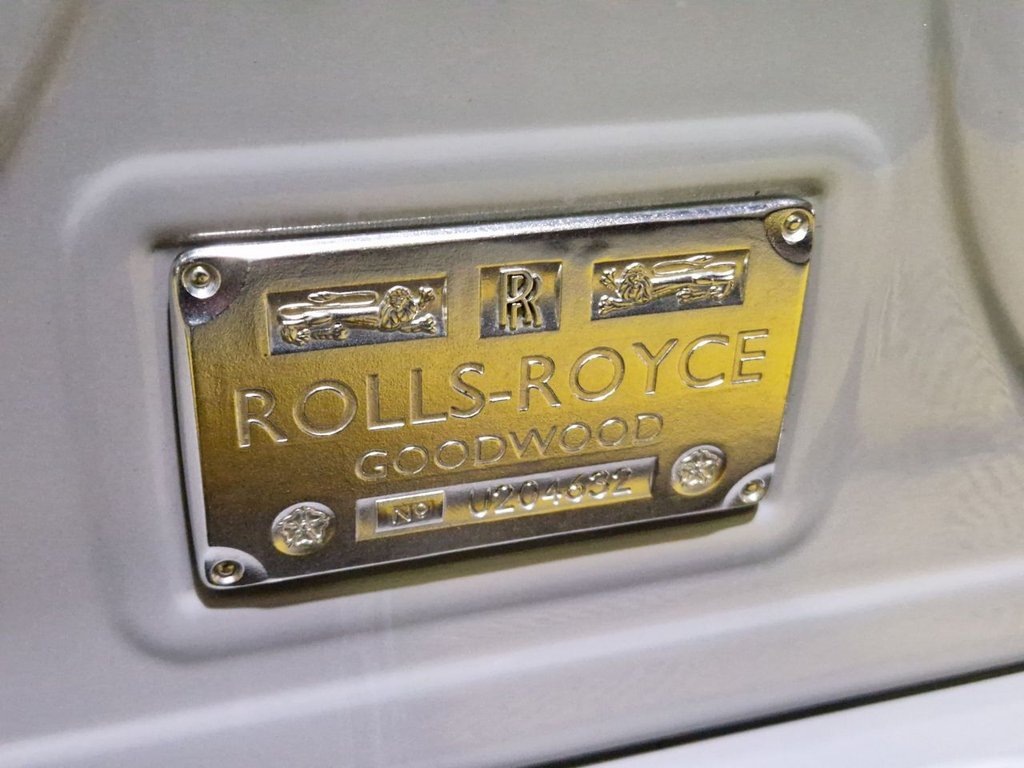 RR
ROLLS-ROYCE
GOODWOOD
Nº U204632